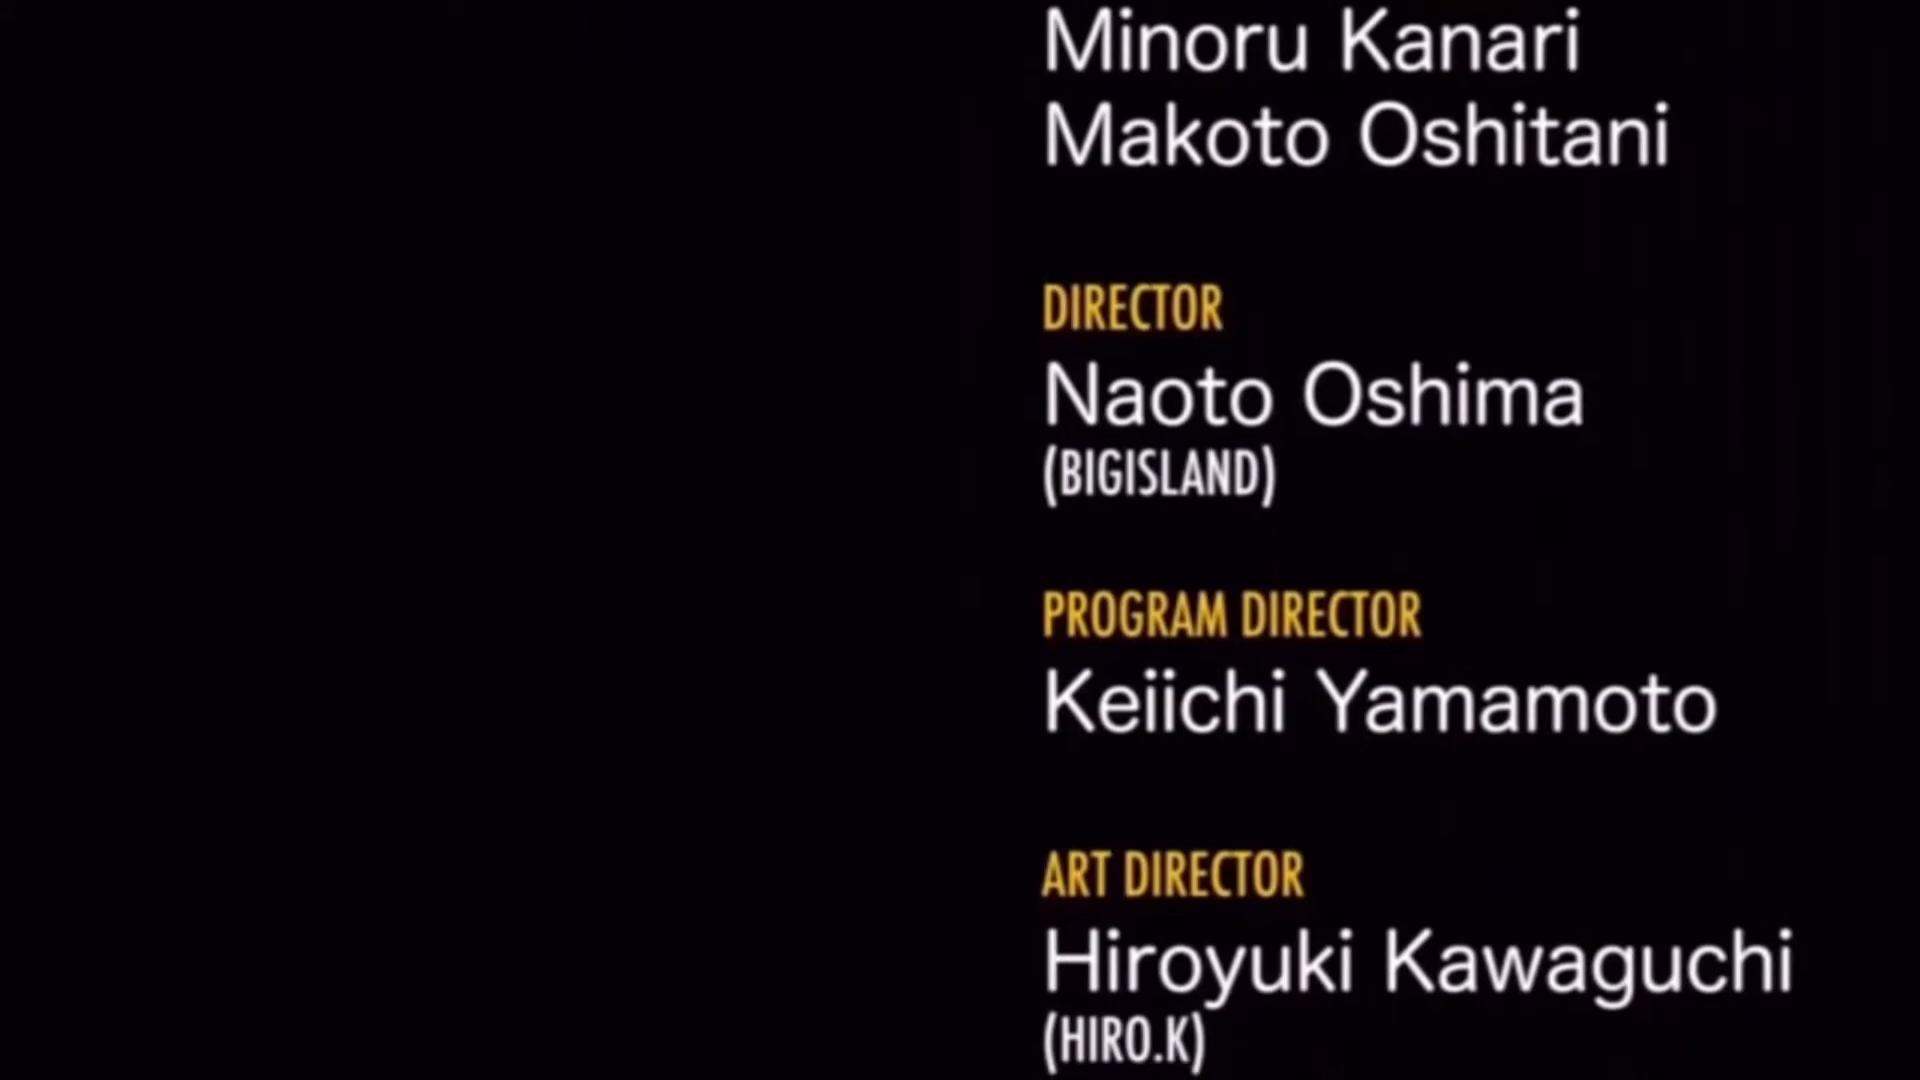 Minoru Kanari
Makoto Oshitani
DIRECTOR
Naoto Oshima
(BIGISLAND)
PROGRAM DIRECTOR
Keiichi Yamamoto
ART DIRECTOR
Hiroyuki Kawaguchi
(HIRO.K)